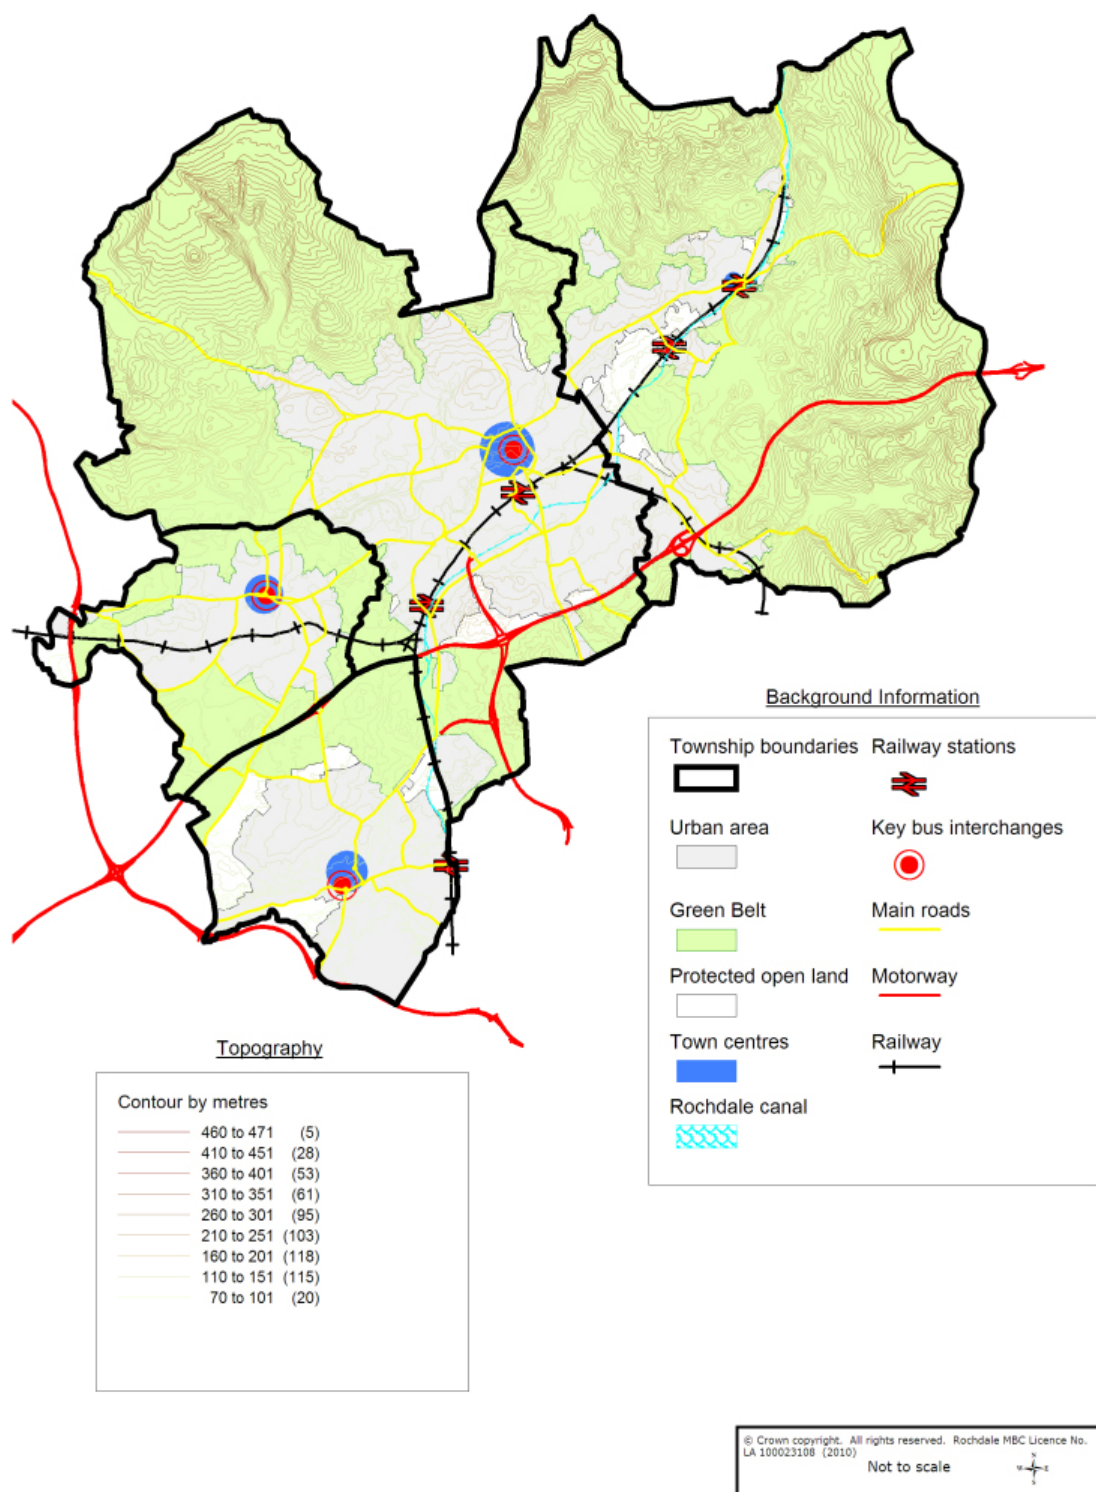 Background Information
Township boundaries
Railway stations
Urban area
Key bus interchanges
Green Belt
Main roads
Protected open land
Motorway
Town centres
Railway
Rochdale canal
Topography
Contour by metres
460 to 471 (5)
410 to 451 (28)
360 to 401 (53)
310 to 351 (61)
260 to 301 (95)
210 to 251 (103)
160 to 201 (118)
110 to 151 (115)
70 to 101 (20)
© Crown copyright. All rights reserved. Rochdale MBC Licence No.
LA 100023108 (2010)
Not to scale
N
W E
S